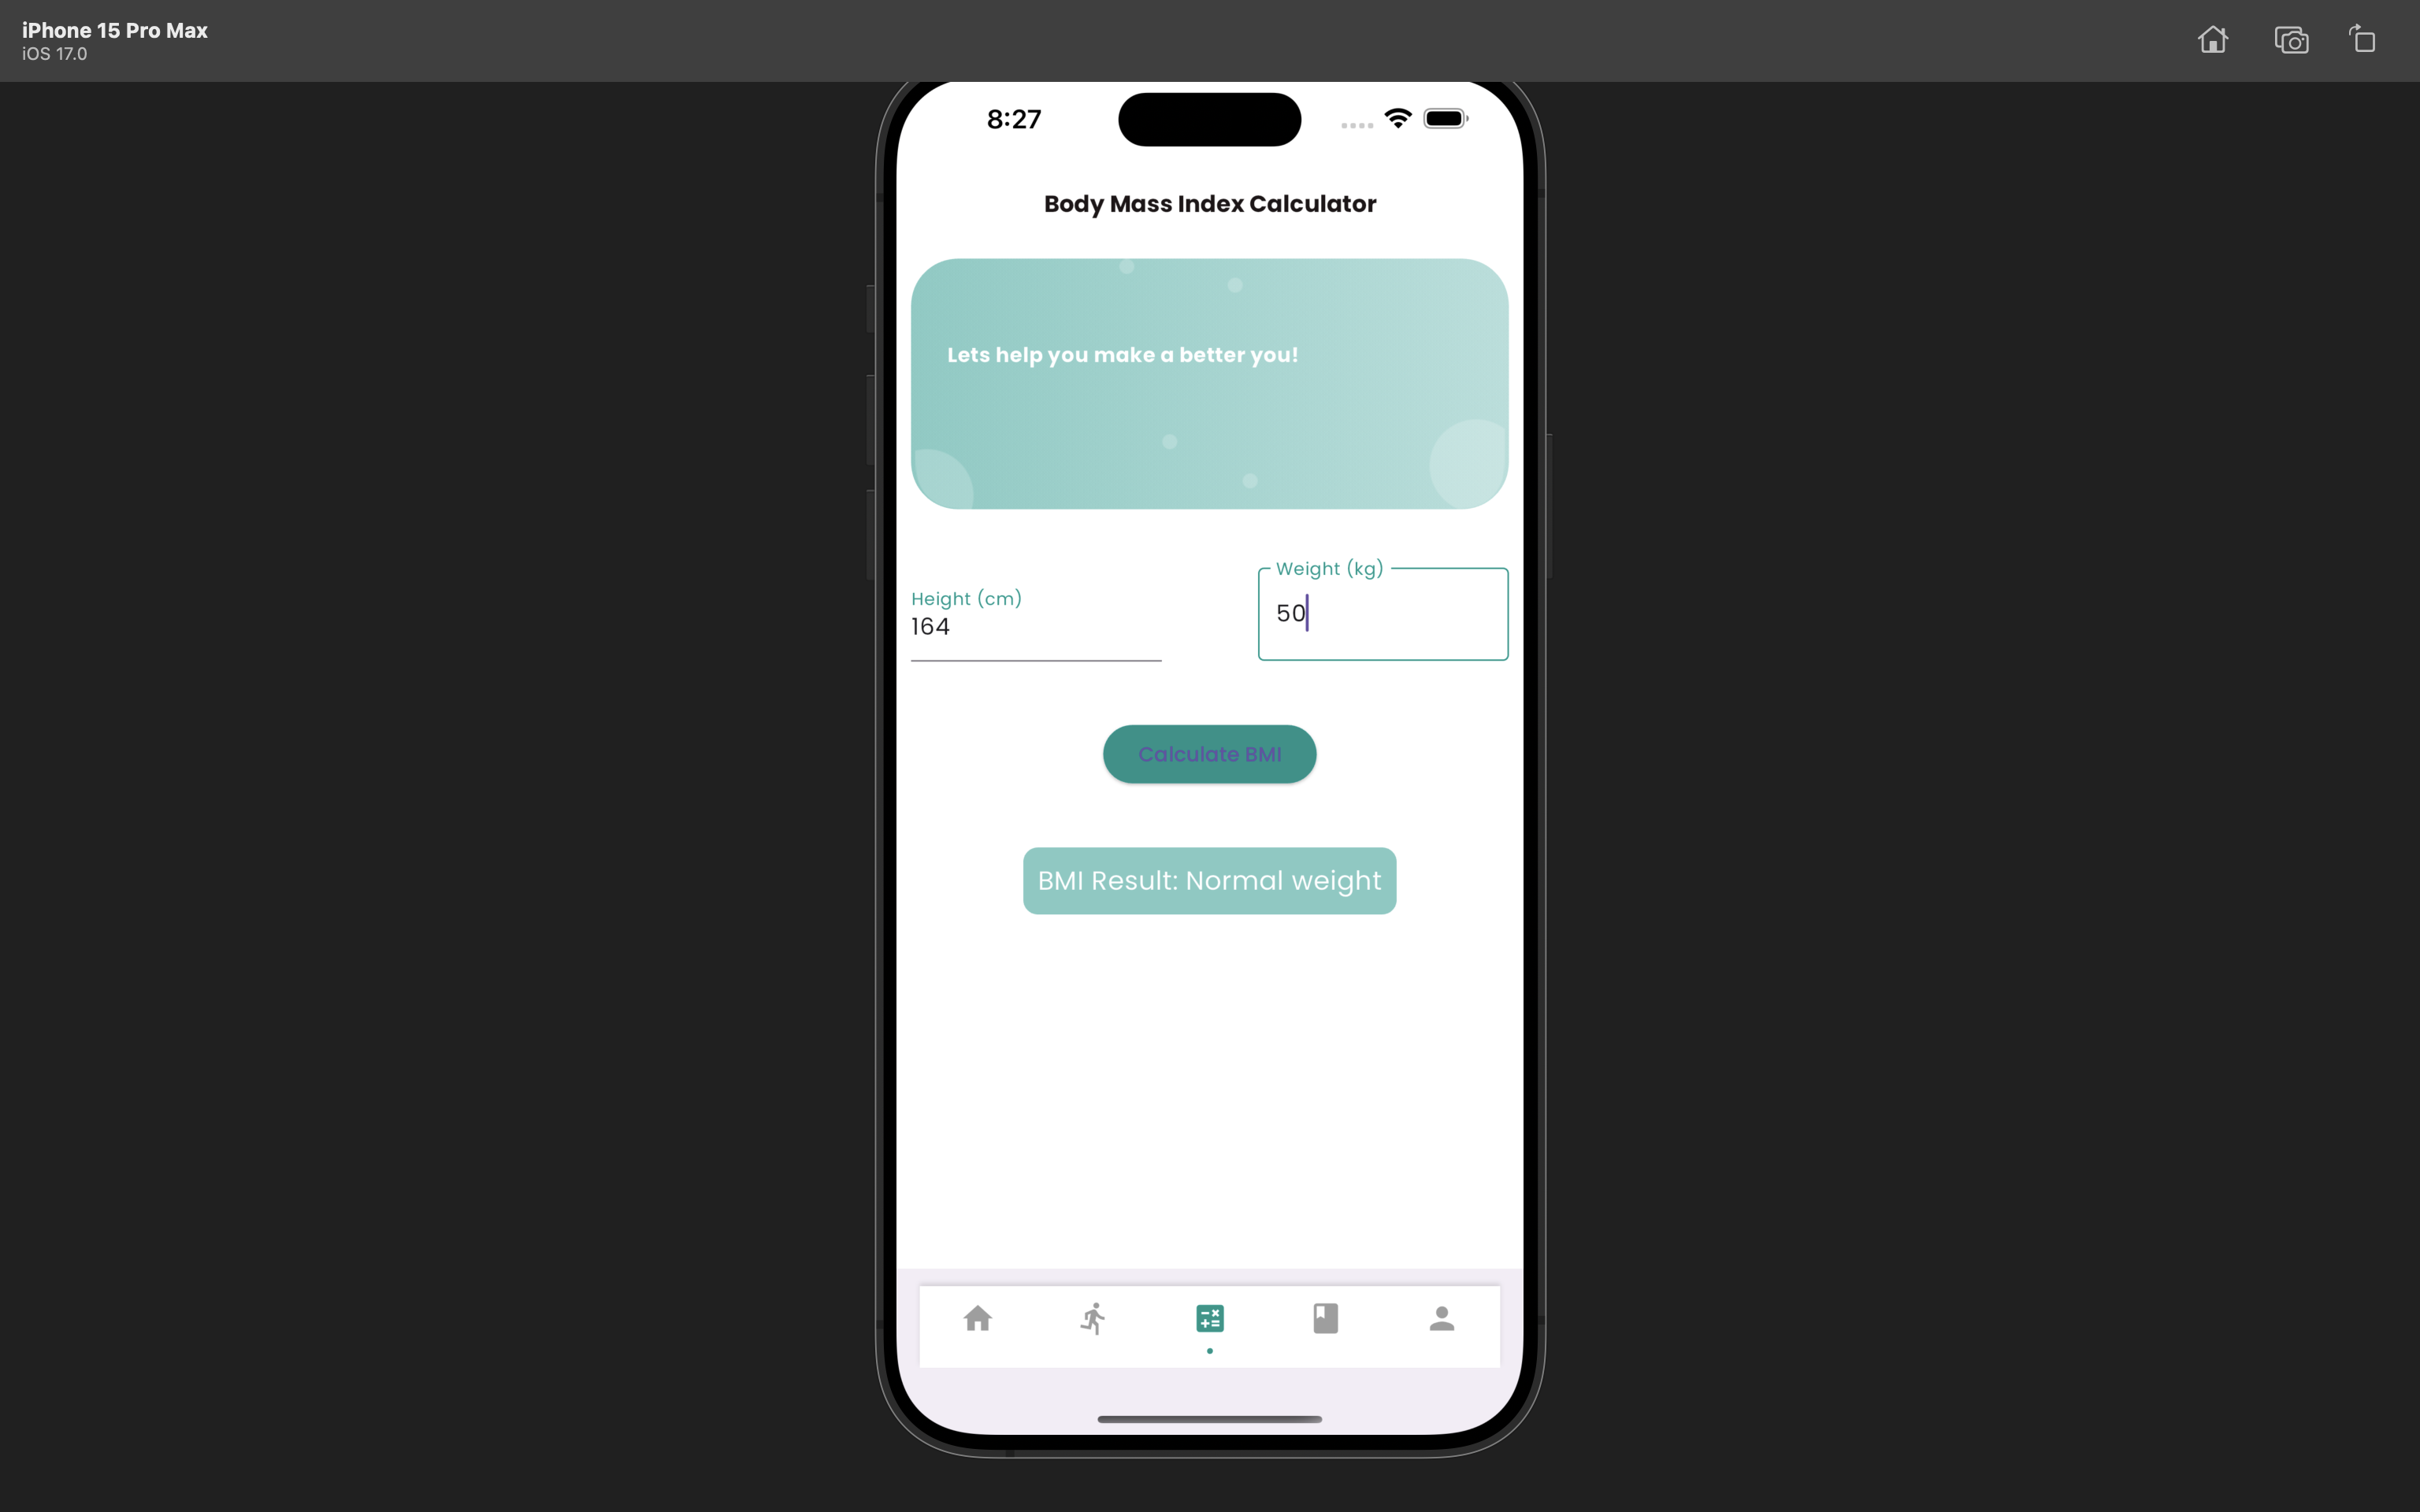 iPhone 15 Pro Max
iOS 17.0
8:27
Body Mass Index Calculator
Lets help you make a better you!
Height (cm)
164
Weight (kg)
50
Calculate BMI
BMI Result: Normal weight